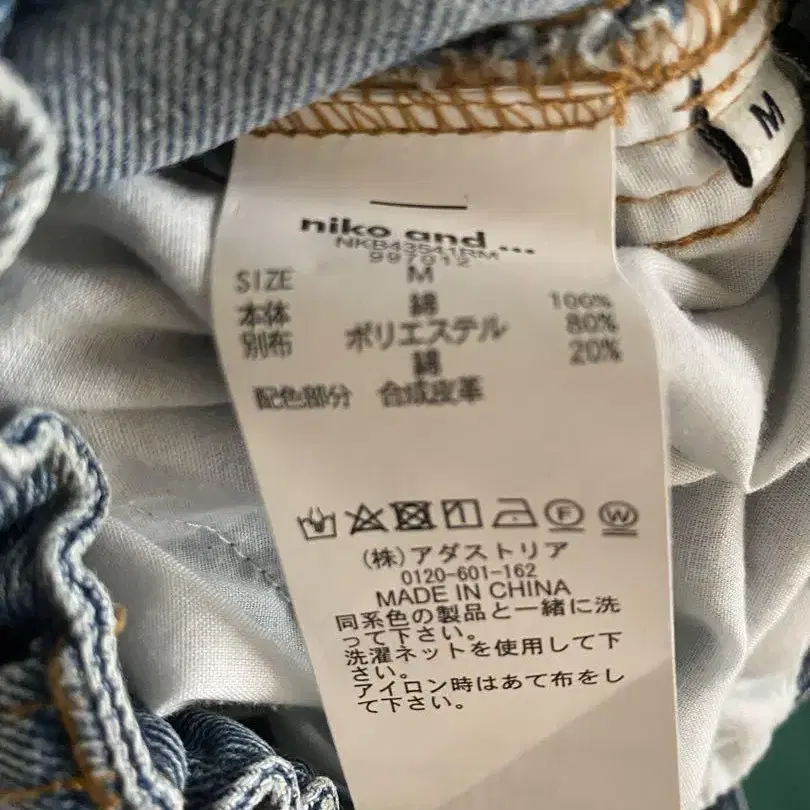 M
niko and ...
NKB43541RM
997012
SIZE M
本体 綿 100%
別布 ポリエステル 80%
綿 20%
配色部分 合成皮革
(株)アダストリア
0120-601-162
MADE IN CHINA
同系色の製品と一緒に洗
って下さい。
洗濯ネットを使用して下
さい。
アイロン時はあて布をし
て下さい。